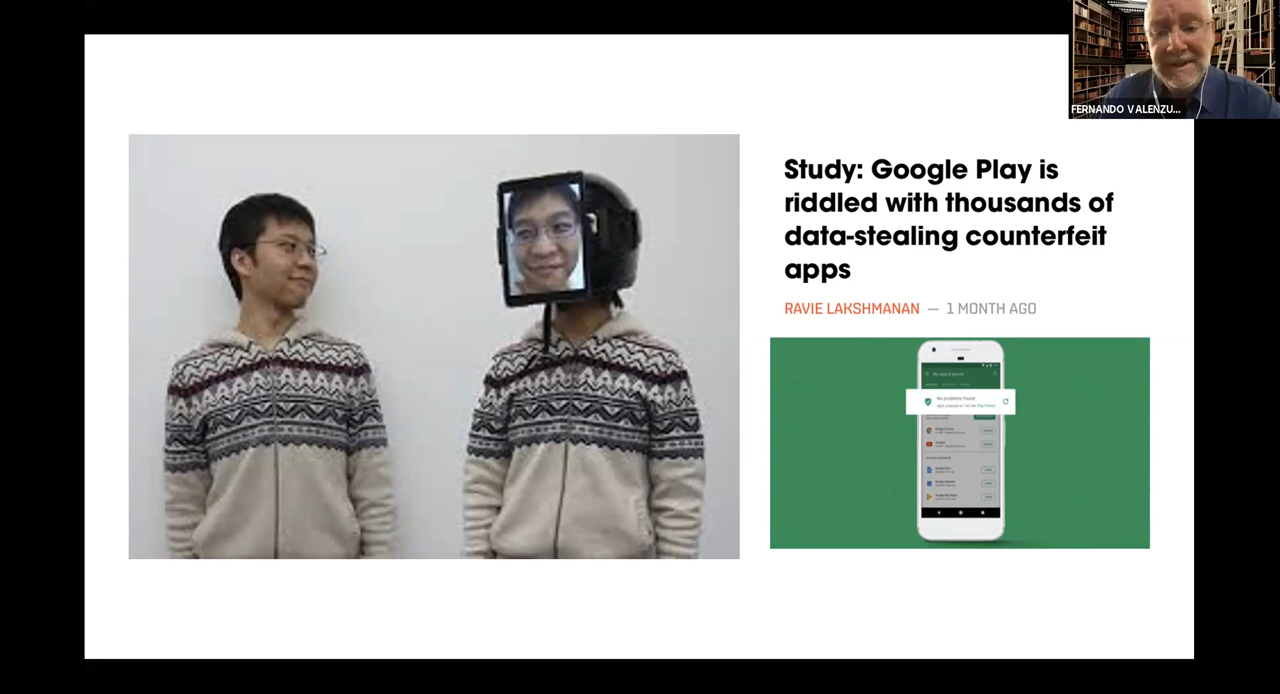 FERNANDO VALENZU...
Study: Google Play is
riddled with thousands of
data-stealing counterfeit
apps
RAVIE LAKSHMANAN — 1 MONTH AGO
No problems found